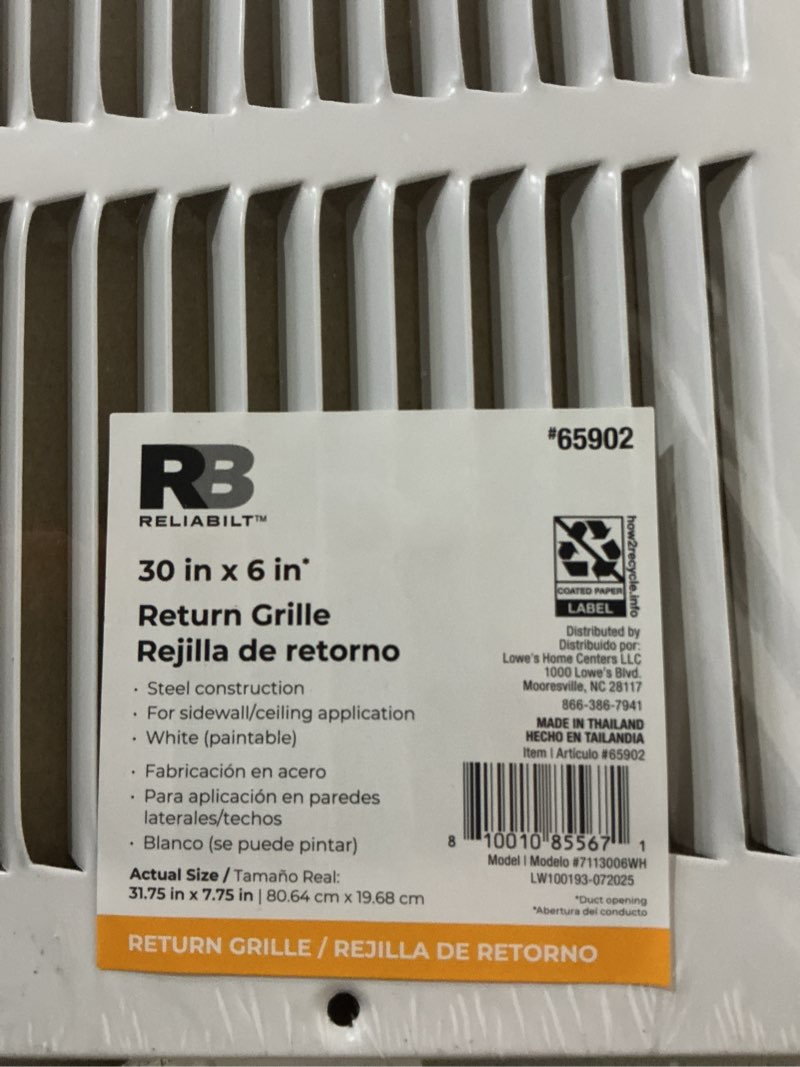 #65902
RB
RELIABILT™
30 in x 6 in*
Return Grille
Rejilla de retorno
· Steel construction
· For sidewall/ceiling application
· White (paintable)
· Fabricación en acero
· Para aplicación en paredes
laterales/techos
· Blanco (se puede pintar)
Actual Size / Tamaño Real:
31.75 in x 7.75 in | 80.64 cm x 19.68 cm
how2recycle.info
COATED PAPER
LABEL
Distributed by
Distribuido por:
Lowe's Home Centers LLC
1000 Lowe's Blvd.
Mooresville, NC 28117
866-386-7941
MADE IN THAILAND
HECHO EN TAILANDIA
Item | Artículo #65902
8 10010 85567 1
Model | Modelo #7113006WH
LW100193-072025
*Duct opening
*Abertura del conducto
RETURN GRILLE / REJILLA DE RETORNO